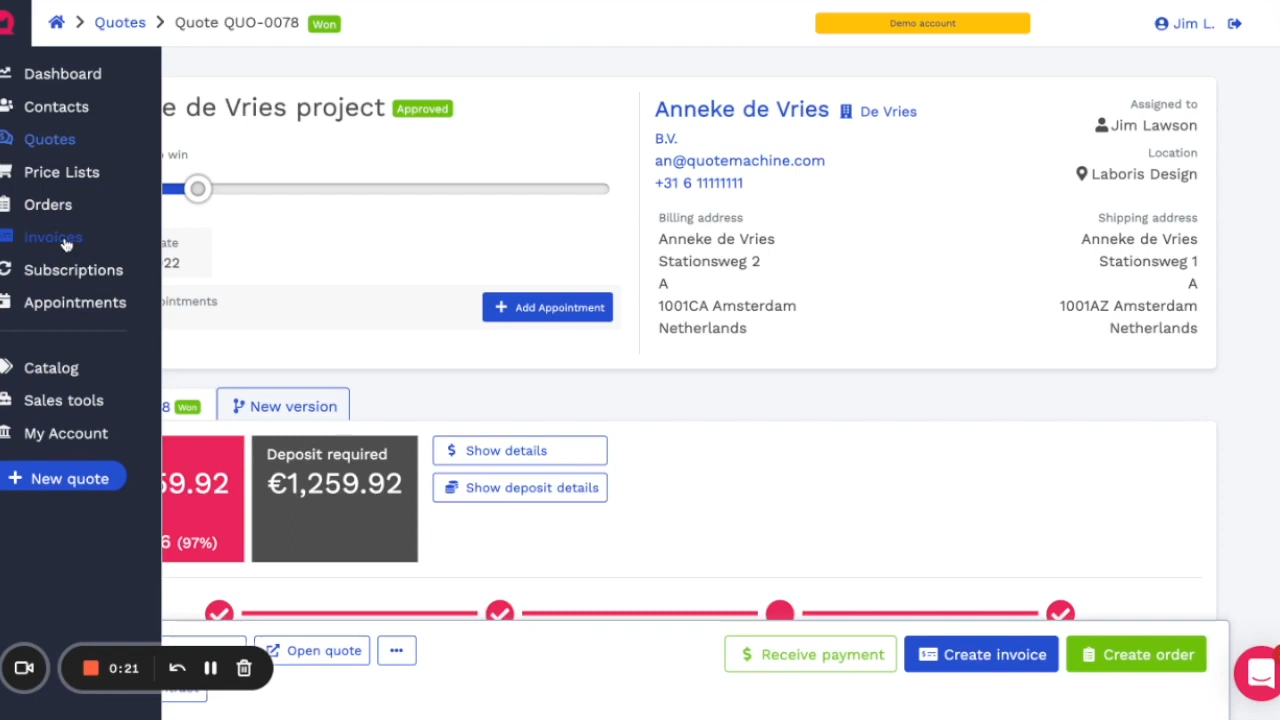 Quotes
Quote QUO-0078
Won
Demo account
Jim L.
Dashboard
Contacts
Quotes
Price Lists
Orders
Invoices
Subscriptions
Appointments
Catalog
Sales tools
My Account
+ New quote
e de Vries project
Approved
win
ate
22
ointments
+ Add Appointment
Anneke de Vries De Vries
B.V.
an@quotemachine.com
+31 6 11111111
Assigned to
Jim Lawson
Location
Laboris Design
Billing address
Anneke de Vries
Stationsweg 2
A
1001CA Amsterdam
Netherlands
Shipping address
Anneke de Vries
Stationsweg 1
A
1001AZ Amsterdam
Netherlands
8 Won
New version
59.92
6 (97%)
Deposit required
€1,259.92
$ Show details
Show deposit details
Open quote
•••
$ Receive payment
Create invoice
Create order
0:21